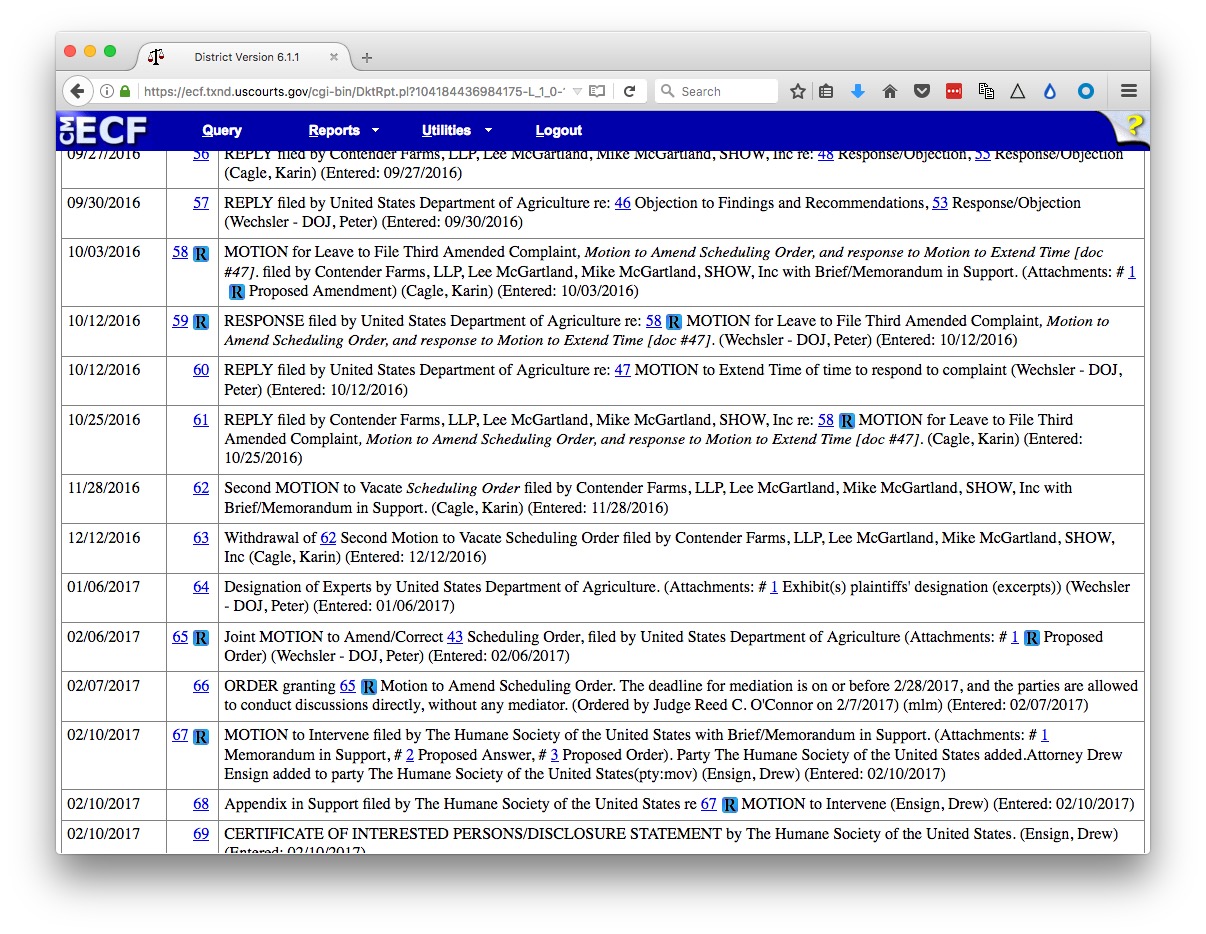 District Version 6.1.1
https://ecf.txnd.uscourts.gov/cgi-bin/DktRpt.pl?104184436984175-L_1_0-
Search
CM ECF Query Reports Utilities Logout ?
09/27/2016 56 REPLY filed by Contender Farms, LLP, Lee McGartland, Mike McGartland, SHOW, Inc re: 48 Response/Objection, 55 Response/Objection
(Cagle, Karin) (Entered: 09/27/2016)
09/30/2016 57 REPLY filed by United States Department of Agriculture re: 46 Objection to Findings and Recommendations, 53 Response/Objection
(Wechsler - DOJ, Peter) (Entered: 09/30/2016)
10/03/2016 58 R MOTION for Leave to File Third Amended Complaint, Motion to Amend Scheduling Order, and response to Motion to Extend Time [doc
#47]. filed by Contender Farms, LLP, Lee McGartland, Mike McGartland, SHOW, Inc with Brief/Memorandum in Support. (Attachments: # 1
R Proposed Amendment) (Cagle, Karin) (Entered: 10/03/2016)
10/12/2016 59 R RESPONSE filed by United States Department of Agriculture re: 58 R MOTION for Leave to File Third Amended Complaint, Motion to
Amend Scheduling Order, and response to Motion to Extend Time [doc #47]. (Wechsler - DOJ, Peter) (Entered: 10/12/2016)
10/12/2016 60 REPLY filed by United States Department of Agriculture re: 47 MOTION to Extend Time of time to respond to complaint (Wechsler - DOJ,
Peter) (Entered: 10/12/2016)
10/25/2016 61 REPLY filed by Contender Farms, LLP, Lee McGartland, Mike McGartland, SHOW, Inc re: 58 R MOTION for Leave to File Third
Amended Complaint, Motion to Amend Scheduling Order, and response to Motion to Extend Time [doc #47]. (Cagle, Karin) (Entered:
10/25/2016)
11/28/2016 62 Second MOTION to Vacate Scheduling Order filed by Contender Farms, LLP, Lee McGartland, Mike McGartland, SHOW, Inc with
Brief/Memorandum in Support. (Cagle, Karin) (Entered: 11/28/2016)
12/12/2016 63 Withdrawal of 62 Second Motion to Vacate Scheduling Order filed by Contender Farms, LLP, Lee McGartland, Mike McGartland, SHOW,
Inc (Cagle, Karin) (Entered: 12/12/2016)
01/06/2017 64 Designation of Experts by United States Department of Agriculture. (Attachments: # 1 Exhibit(s) plaintiffs' designation (excerpts)) (Wechsler
- DOJ, Peter) (Entered: 01/06/2017)
02/06/2017 65 R Joint MOTION to Amend/Correct 43 Scheduling Order, filed by United States Department of Agriculture (Attachments: # 1 R Proposed
Order) (Wechsler - DOJ, Peter) (Entered: 02/06/2017)
02/07/2017 66 ORDER granting 65 R Motion to Amend Scheduling Order. The deadline for mediation is on or before 2/28/2017, and the parties are allowed
to conduct discussions directly, without any mediator. (Ordered by Judge Reed C. O'Connor on 2/7/2017) (mlm) (Entered: 02/07/2017)
02/10/2017 67 R MOTION to Intervene filed by The Humane Society of the United States with Brief/Memorandum in Support. (Attachments: # 1
Memorandum in Support, # 2 Proposed Answer, # 3 Proposed Order). Party The Humane Society of the United States added.Attorney Drew
Ensign added to party The Humane Society of the United States(pty:mov) (Ensign, Drew) (Entered: 02/10/2017)
02/10/2017 68 Appendix in Support filed by The Humane Society of the United States re 67 R MOTION to Intervene (Ensign, Drew) (Entered: 02/10/2017)
02/10/2017 69 CERTIFICATE OF INTERESTED PERSONS/DISCLOSURE STATEMENT by The Humane Society of the United States. (Ensign, Drew)
(Entered: 02/10/2017)